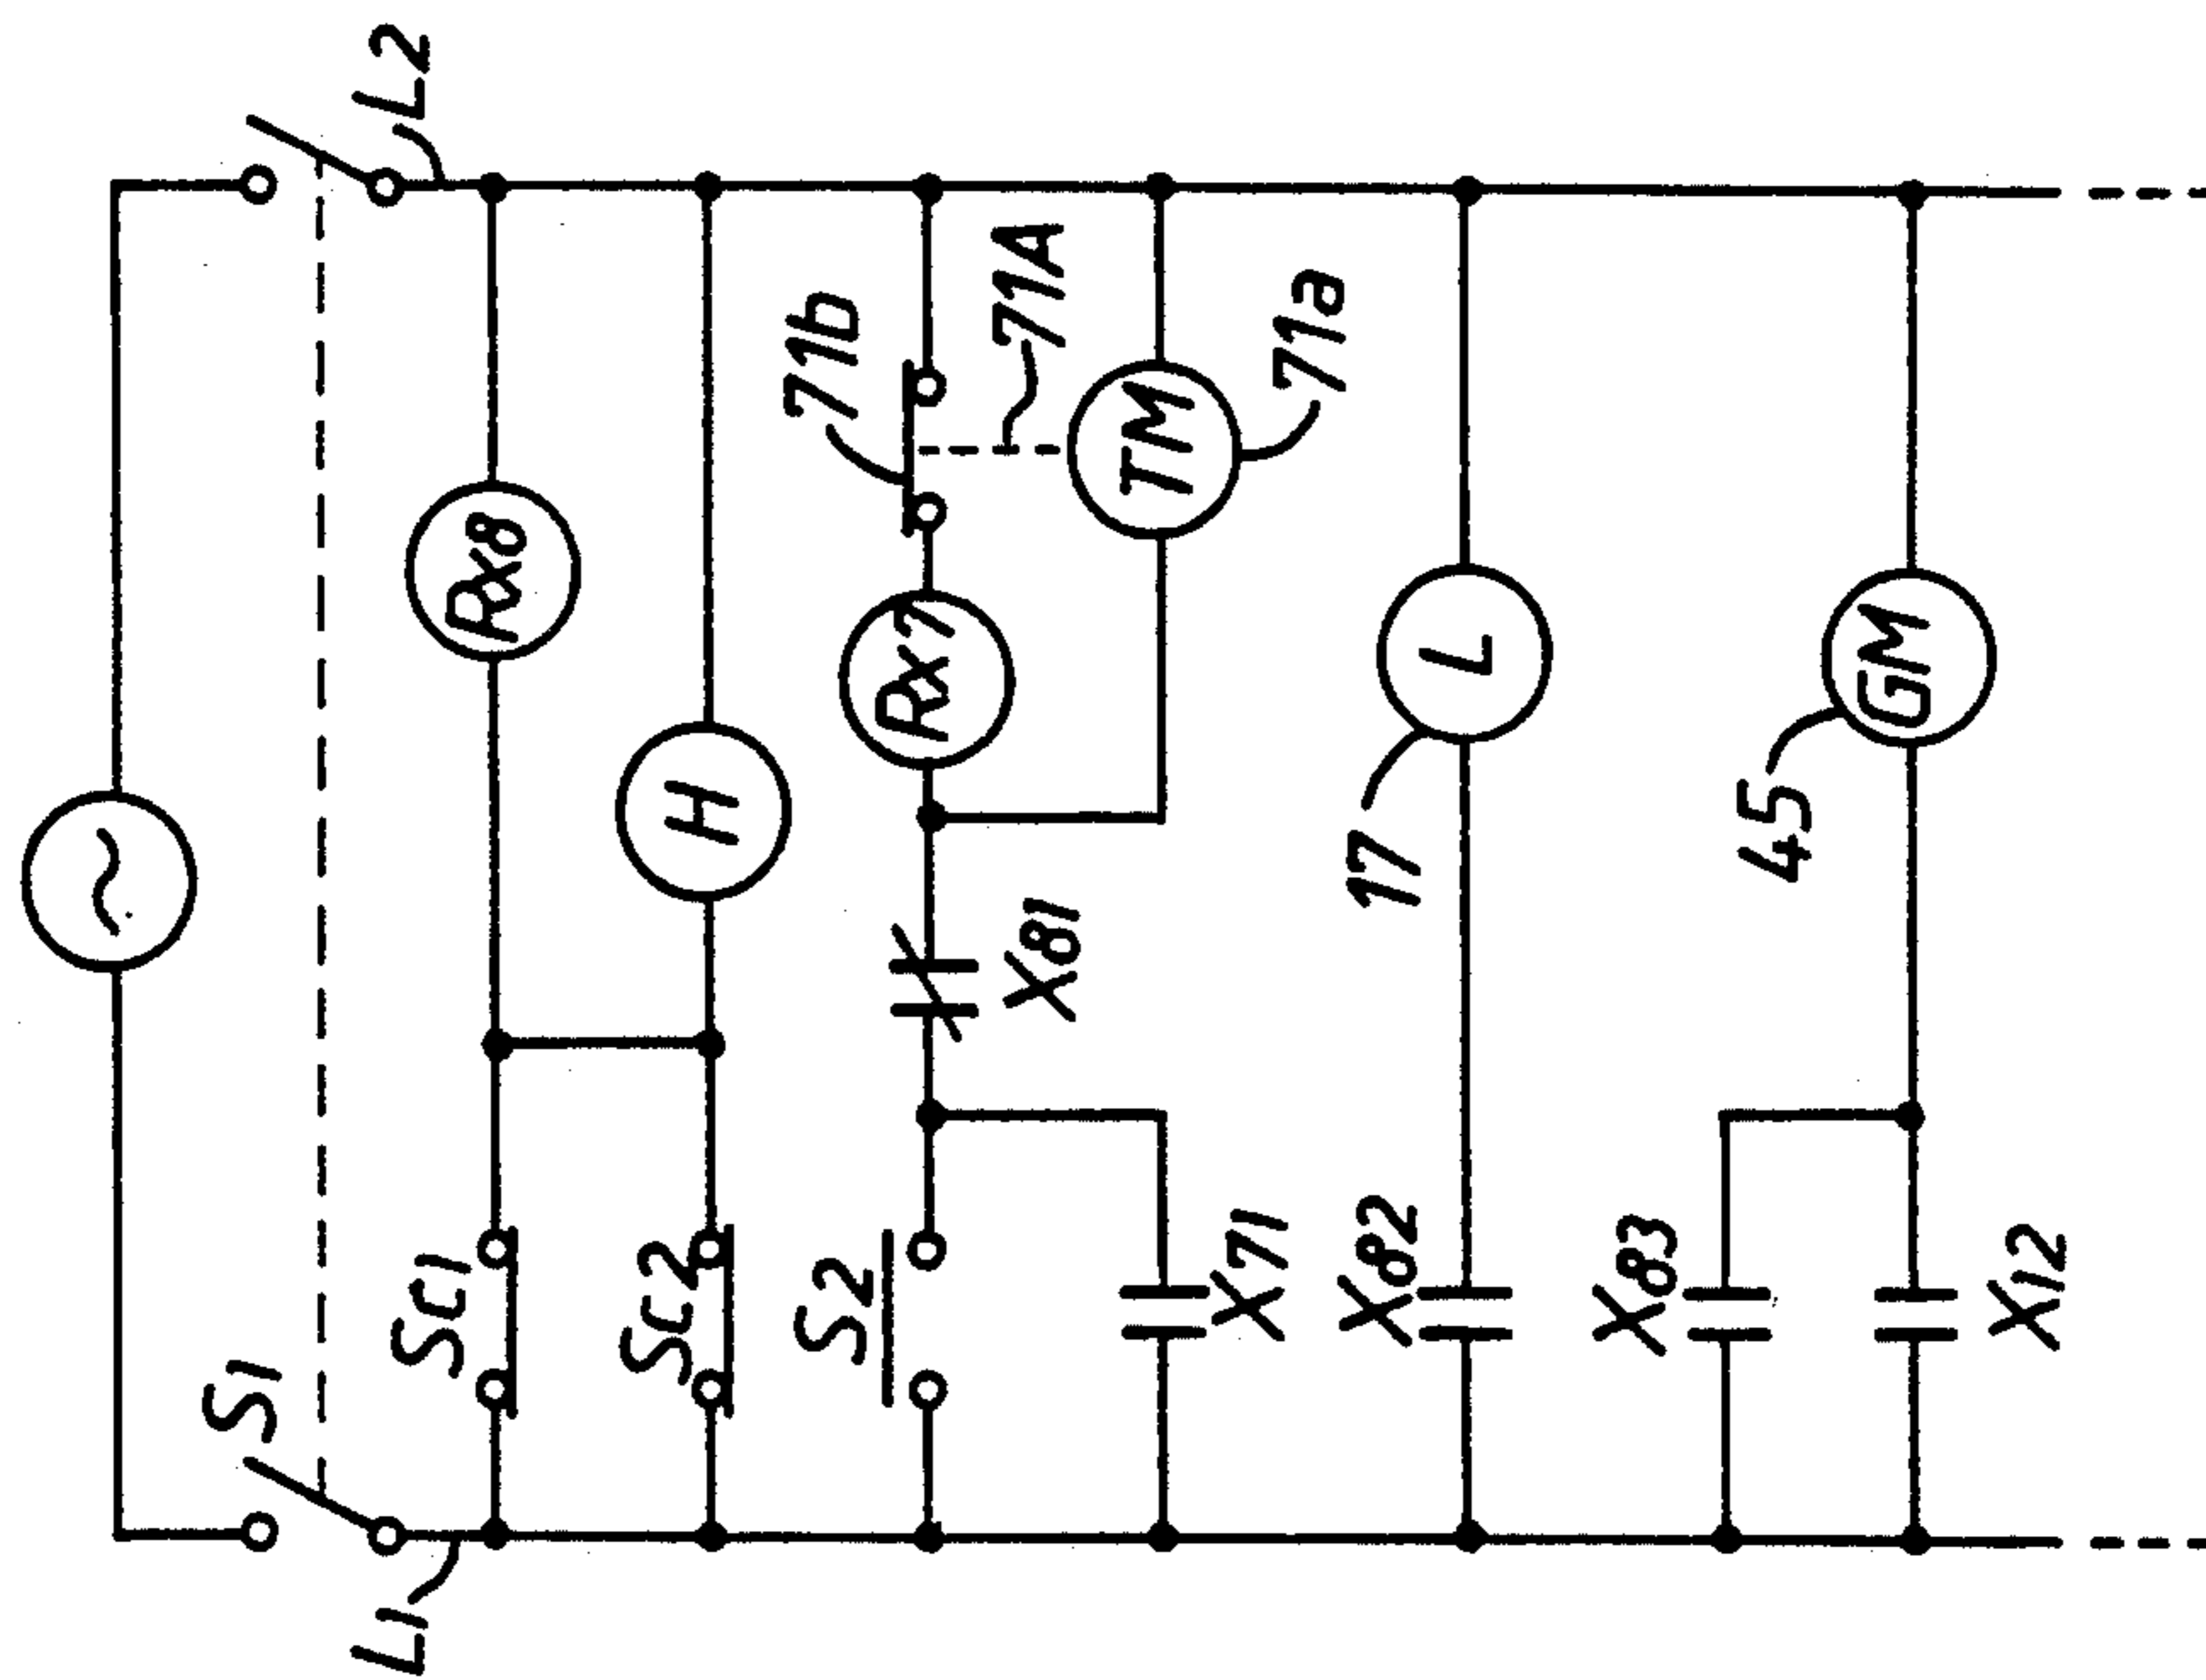 L2
S1
L1
RX8
SC1
H
SC2
71b
71A
RX7
TM
71a
X81
S2
X71
L
17
X82
GM
45
X83
X12